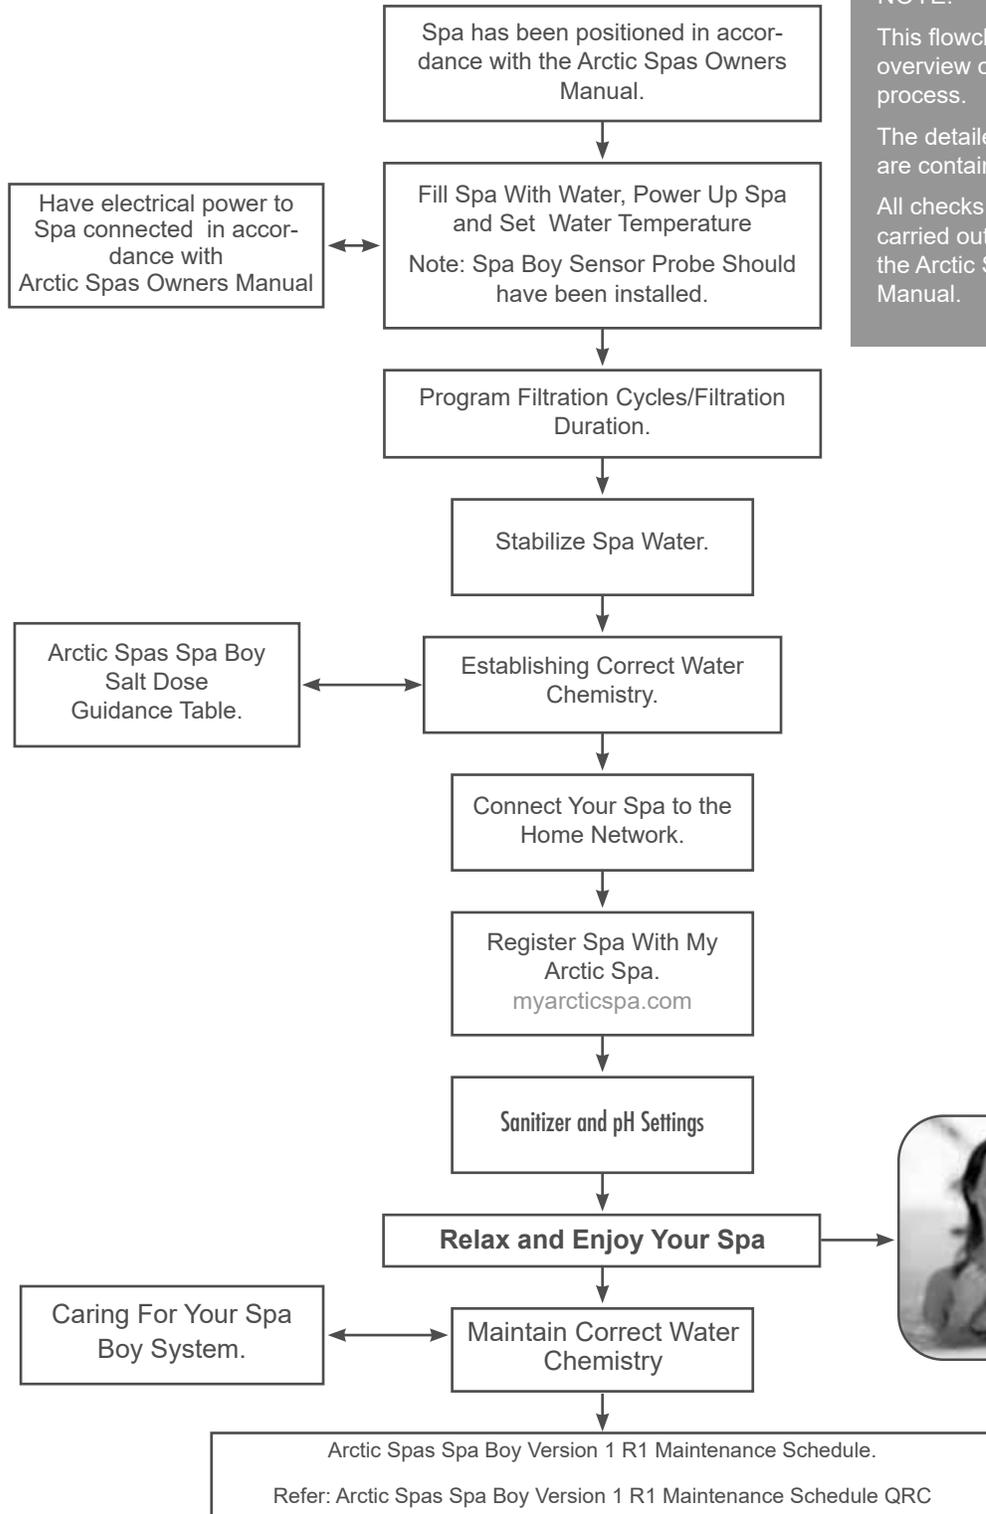 Spa has been positioned in accor-
dance with the Arctic Spas Owners
Manual.
NOTE:
This
overview
process.
The
are
All checks
carried out
the Arctic
Manual.
Have electrical power to
Spa connected in accor-
dance with
Arctic Spas Owners Manual
Fill Spa With Water, Power Up Spa
and Set Water Temperature
Note: Spa Boy Sensor Probe Should
have been installed.
Program Filtration Cycles/Filtration
Duration.
Stabilize Spa Water.
Arctic Spas Spa Boy
Salt Dose
Guidance Table.
Establishing Correct Water
Chemistry.
Connect Your Spa to the
Home Network.
Register Spa With My
Arctic Spa.
myarcticspa.com
Sanitizer and pH Settings
Relax and Enjoy Your Spa
Caring For Your Spa
Boy System.
Maintain Correct Water
Chemistry
Arctic Spas Spa Boy Version 1 R1 Maintenance Schedule.
Refer: Arctic Spas Spa Boy Version 1 R1 Maintenance Schedule QRC